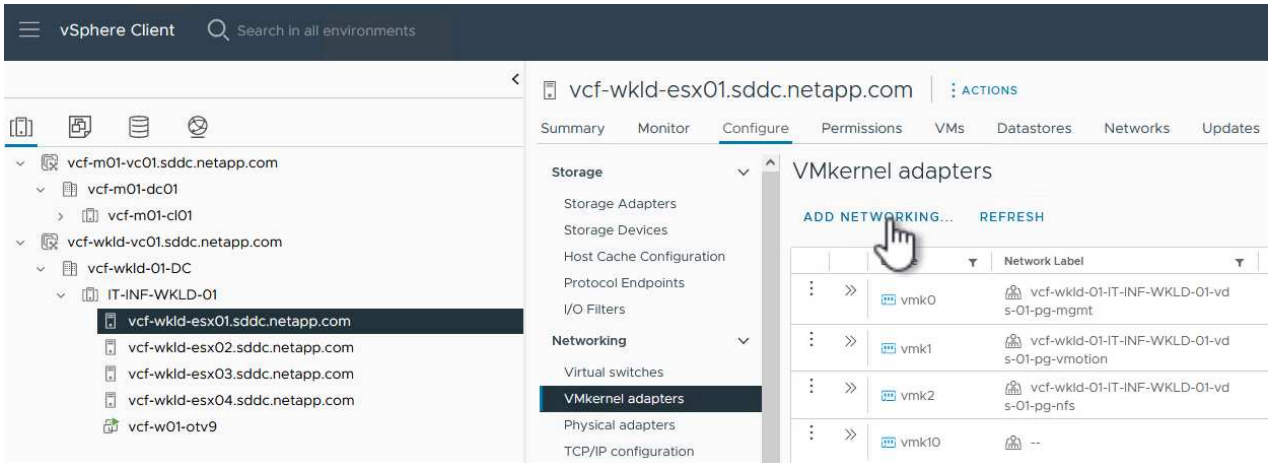 vSphere Client
Search in all environments
vcf-m01-vc01.sddc.netapp.com
vcf-m01-dc01
vcf-m01-cl01
vcf-wkld-vc01.sddc.netapp.com
vcf-wkld-01-DC
IT-INF-WKLD-01
vcf-wkld-esx01.sddc.netapp.com
vcf-wkld-esx02.sddc.netapp.com
vcf-wkld-esx03.sddc.netapp.com
vcf-wkld-esx04.sddc.netapp.com
vcf-w01-otv9
vcf-wkld-esx01.sddc.netapp.com
ACTIONS
Summary Monitor Configure Permissions VMs Datastores Networks Updates
Storage
Storage Adapters
Storage Devices
Host Cache Configuration
Protocol Endpoints
I/O Filters
Networking
Virtual switches
VMkernel adapters
Physical adapters
TCP/IP configuration
VMkernel adapters
ADD NETWORKING... REFRESH
Network Label
vmk0 vcf-wkld-01-IT-INF-WKLD-01-vd
s-01-pg-mgmt
vmk1 vcf-wkld-01-IT-INF-WKLD-01-vd
s-01-pg-vmotion
vmk2 vcf-wkld-01-IT-INF-WKLD-01-vd
s-01-pg-nfs
vmk10 --